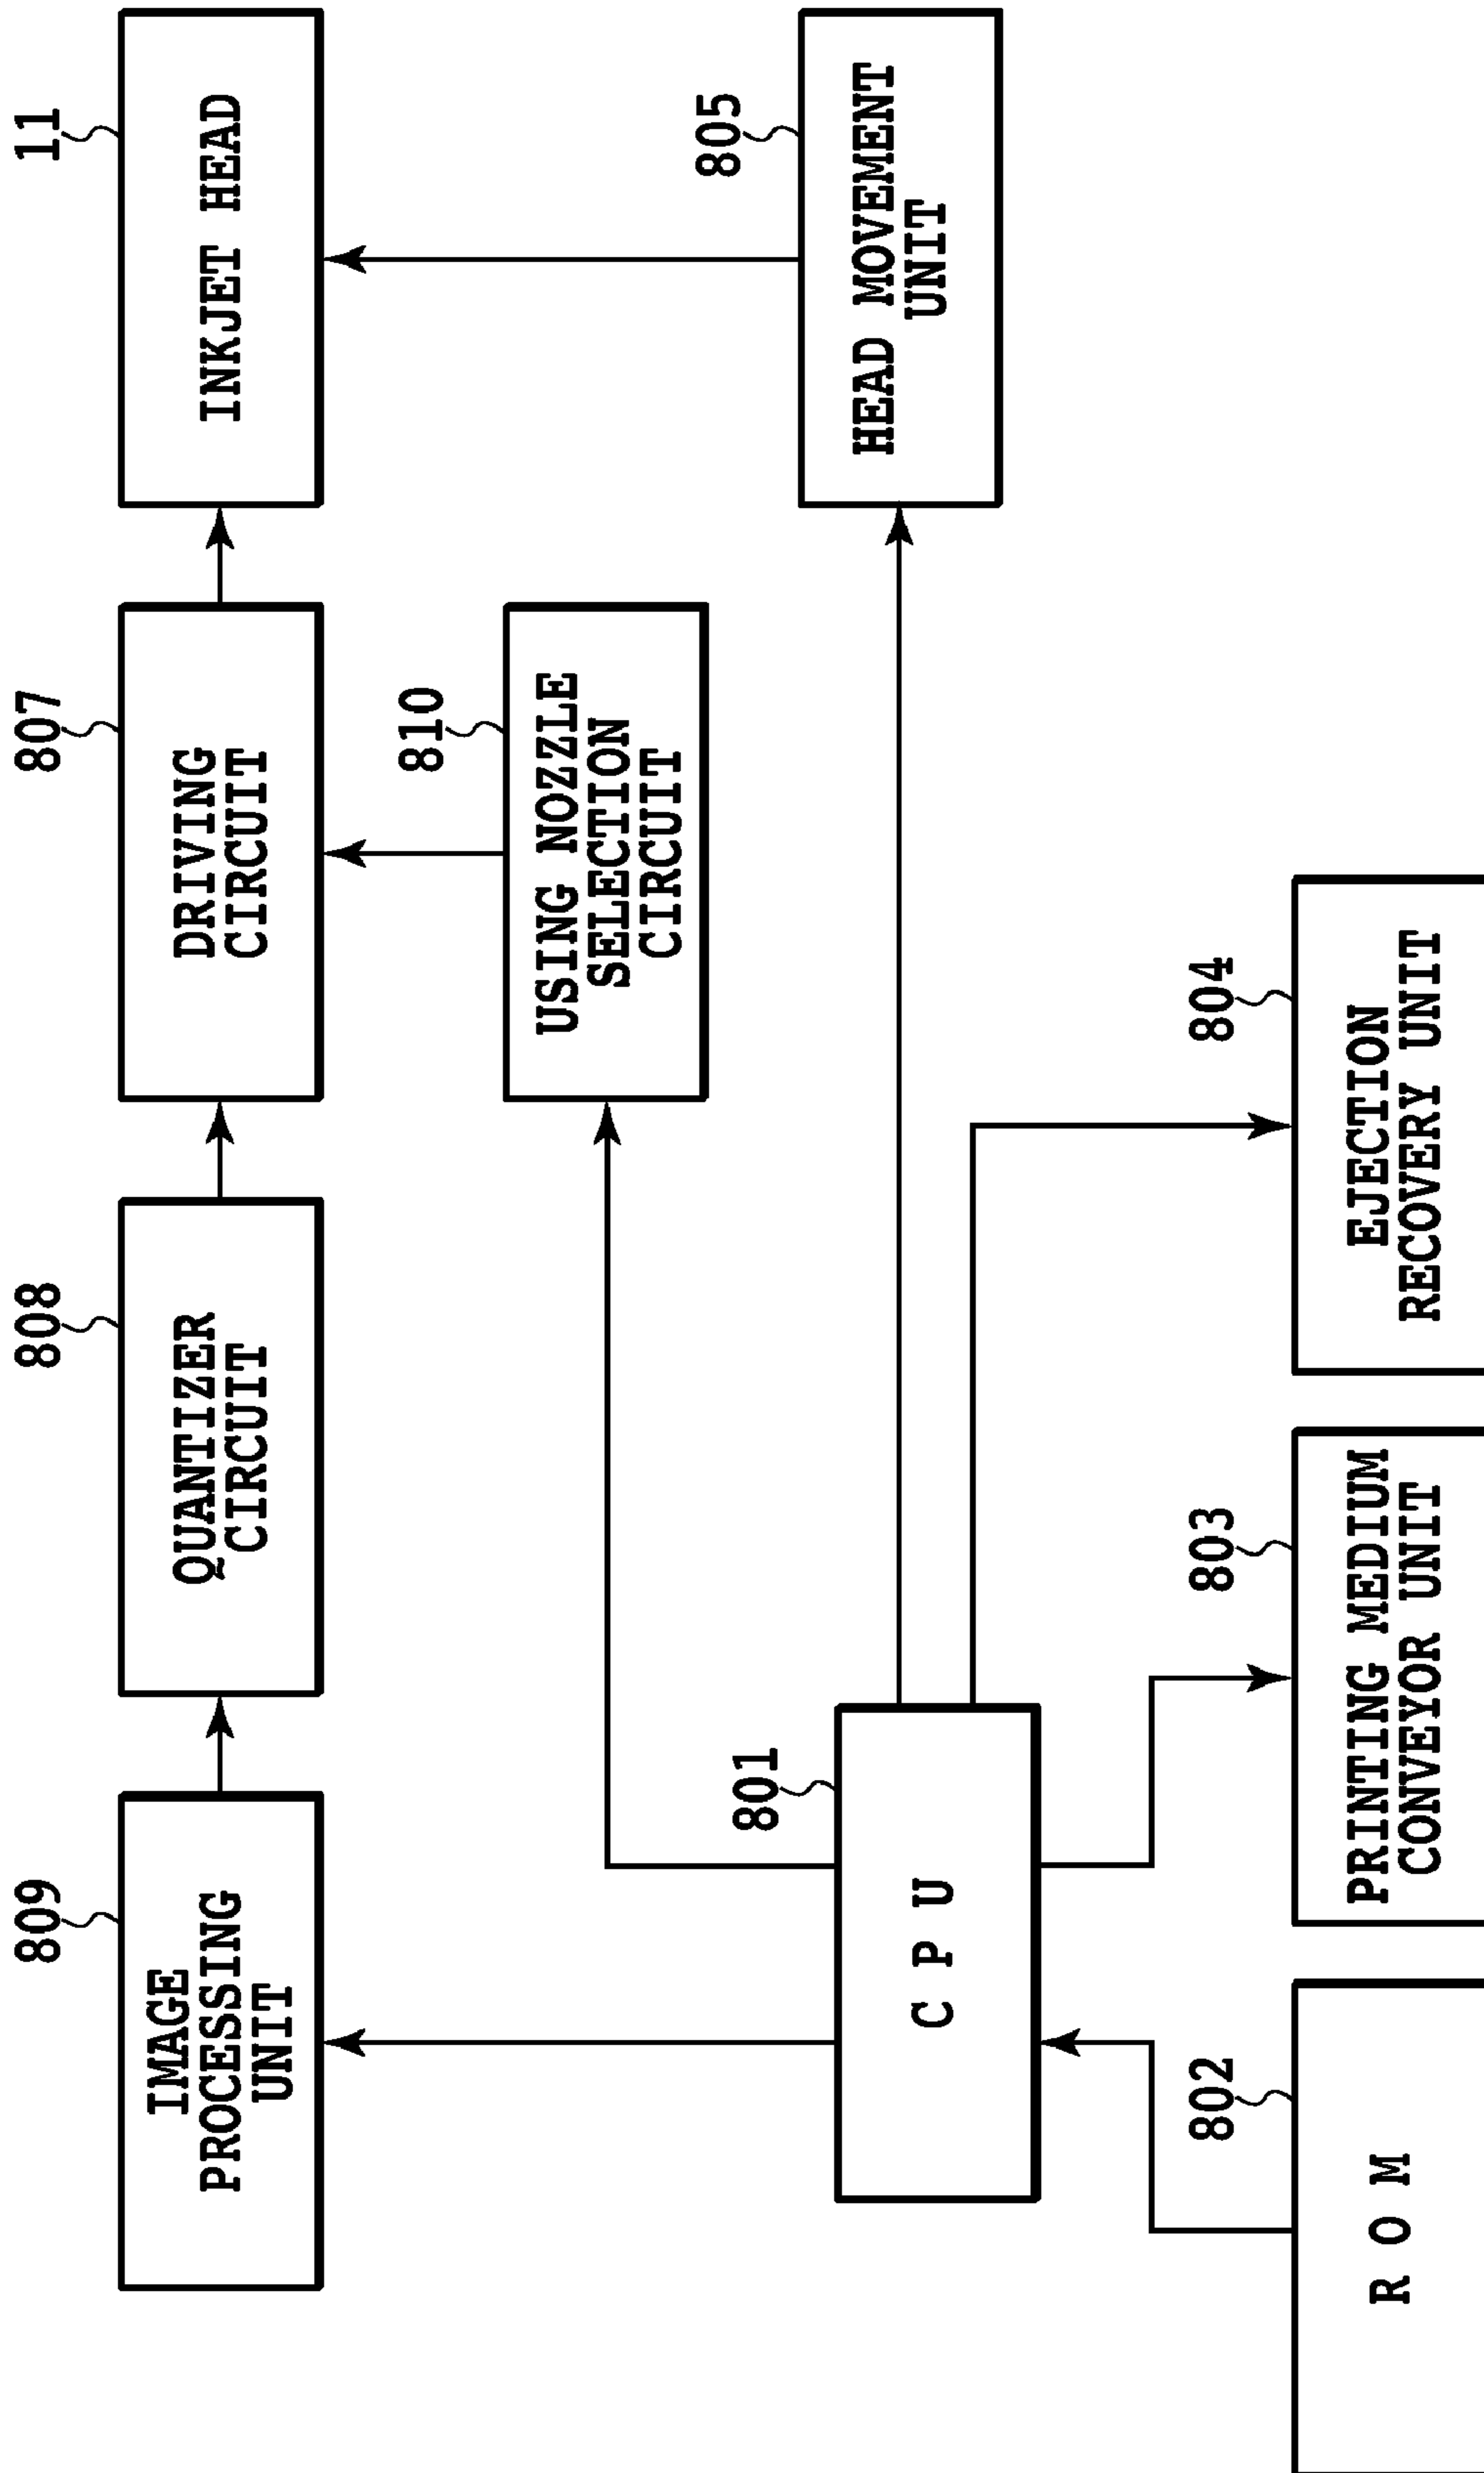 809
IMAGE
PROCESSING
UNIT
808
QUANTIZER
CIRCUIT
807
DRIVING
CIRCUIT
11
INKJET HEAD
810
USING NOZZLE
SELECTION
CIRCUIT
801
C P U
805
HEAD MOVEMENT
UNIT
802
R O M
803
PRINTING MEDIUM
CONVEYOR UNIT
804
EJECTION
RECOVERY UNIT